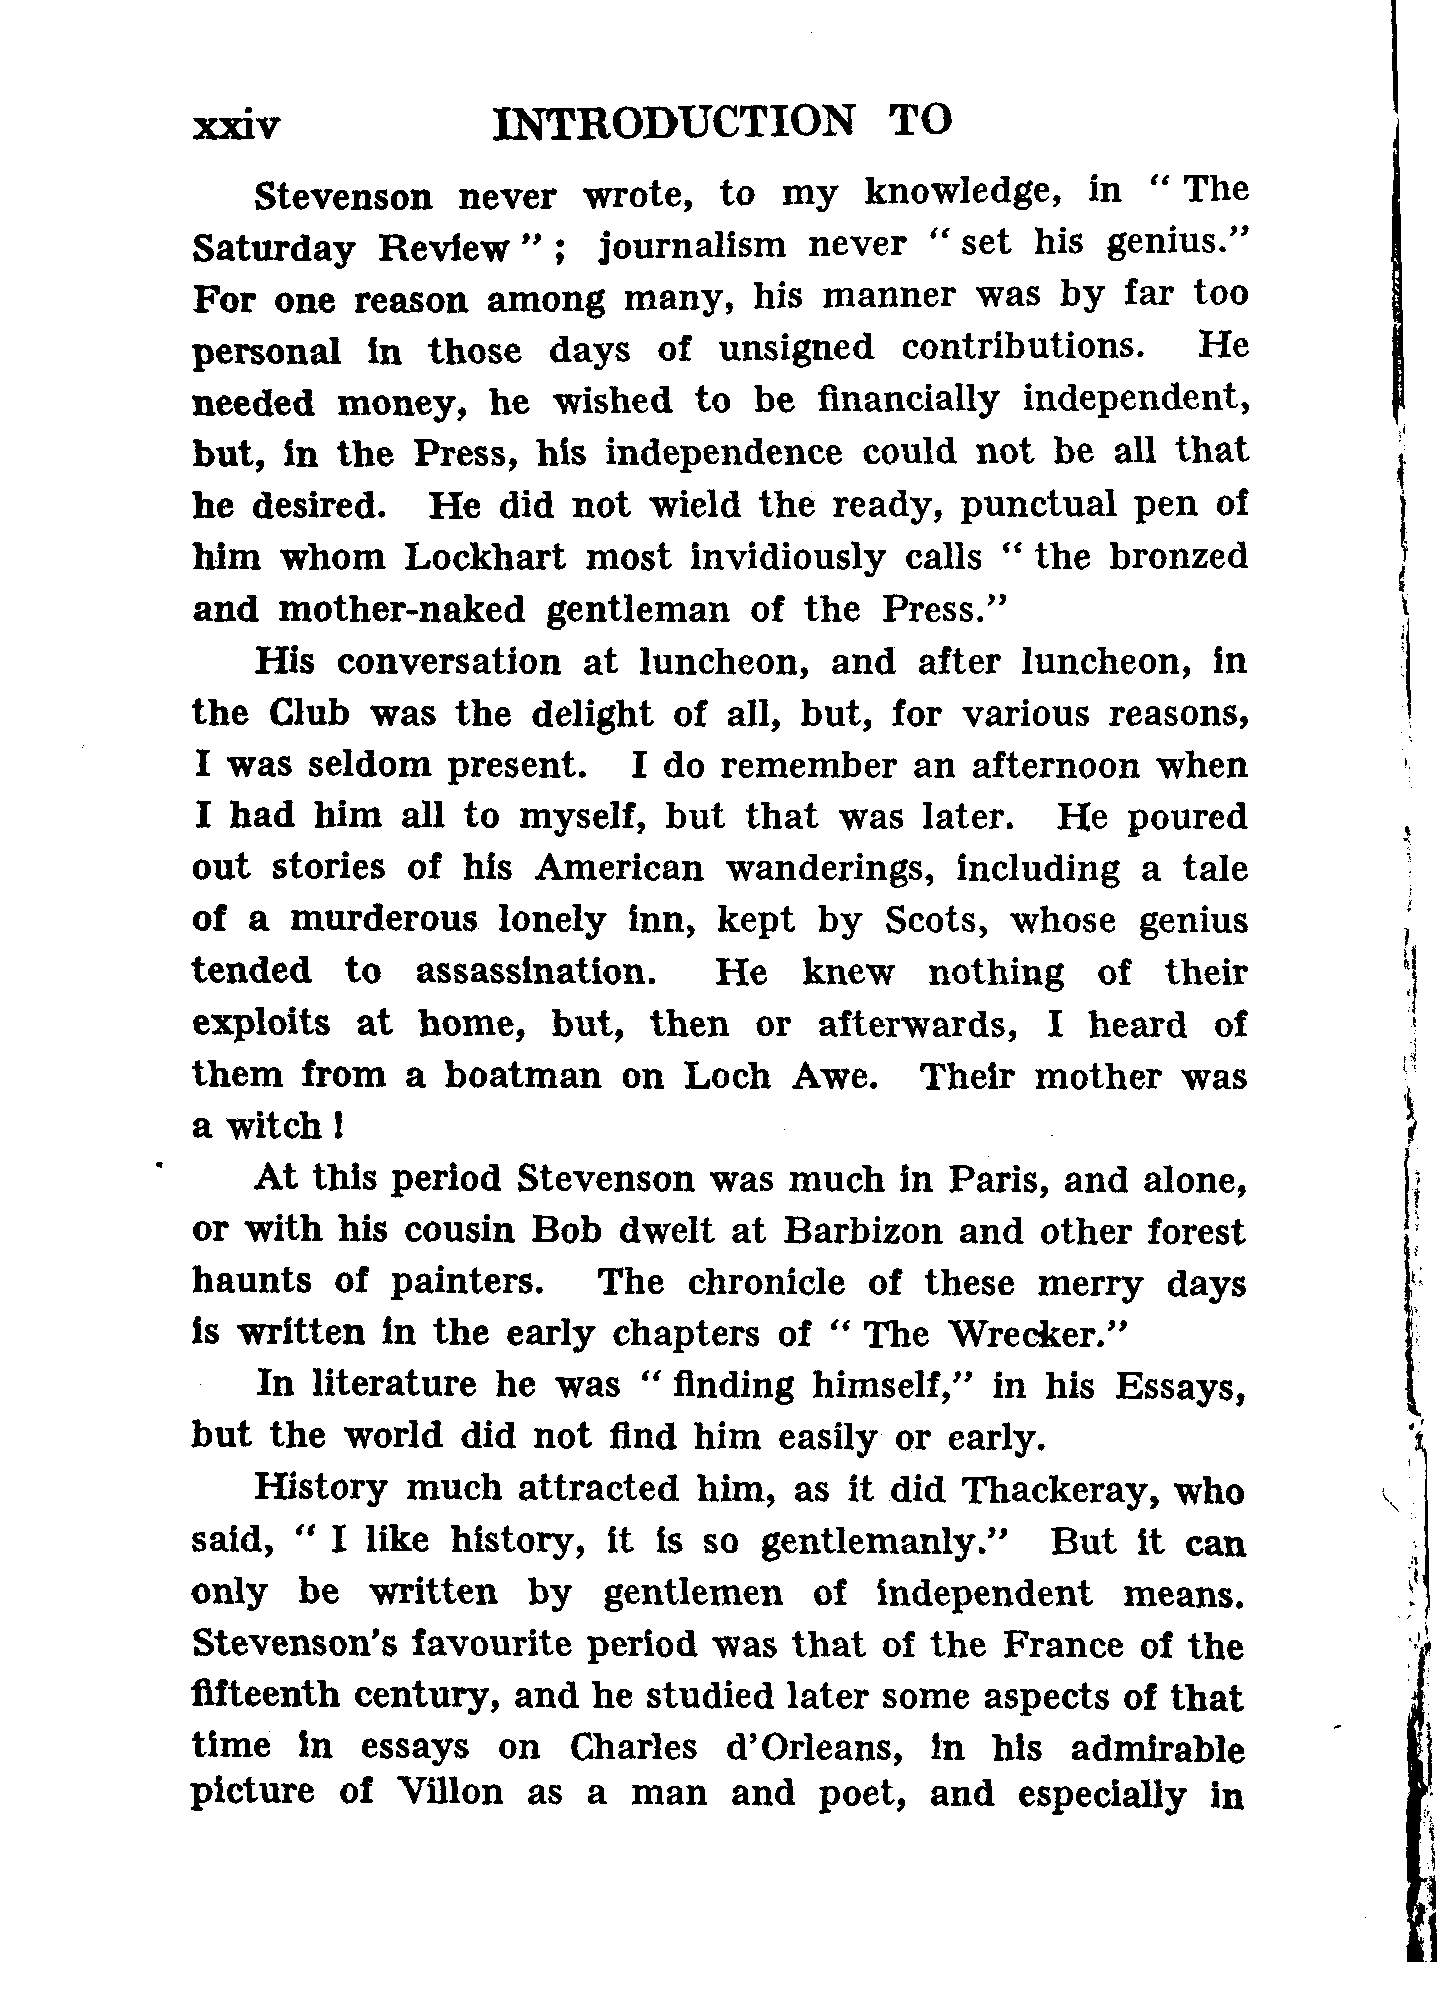 xxiv INTRODUCTION TO
Stevenson never wrote, to my knowledge, in “ The
Saturday Review ” ; journalism never “ set his genius.”
For one reason among many, his manner was by far too
personal in those days of unsigned contributions. He
needed money, he wished to be financially independent,
but, in the Press, his independence could not be all that
he desired. He did not wield the ready, punctual pen of
him whom Lockhart most invidiously calls “ the bronzed
and mother-naked gentleman of the Press.”
His conversation at luncheon, and after luncheon, in
the Club was the delight of all, but, for various reasons,
I was seldom present. I do remember an afternoon when
I had him all to myself, but that was later. He poured
out stories of his American wanderings, including a tale
of a murderous lonely inn, kept by Scots, whose genius
tended to assassination. He knew nothing of their
exploits at home, but, then or afterwards, I heard of
them from a boatman on Loch Awe. Their mother was
a witch !
At this period Stevenson was much in Paris, and alone,
or with his cousin Bob dwelt at Barbizon and other forest
haunts of painters. The chronicle of these merry days
is written in the early chapters of “ The Wrecker.”
In literature he was “ finding himself,” in his Essays,
but the world did not find him easily or early.
History much attracted him, as it did Thackeray, who
said, “ I like history, it is so gentlemanly.” But it can
only be written by gentlemen of independent means.
Stevenson's favourite period was that of the France of the
fifteenth century, and he studied later some aspects of that
time in essays on Charles d'Orleans, in his admirable
picture of Villon as a man and poet, and especially in